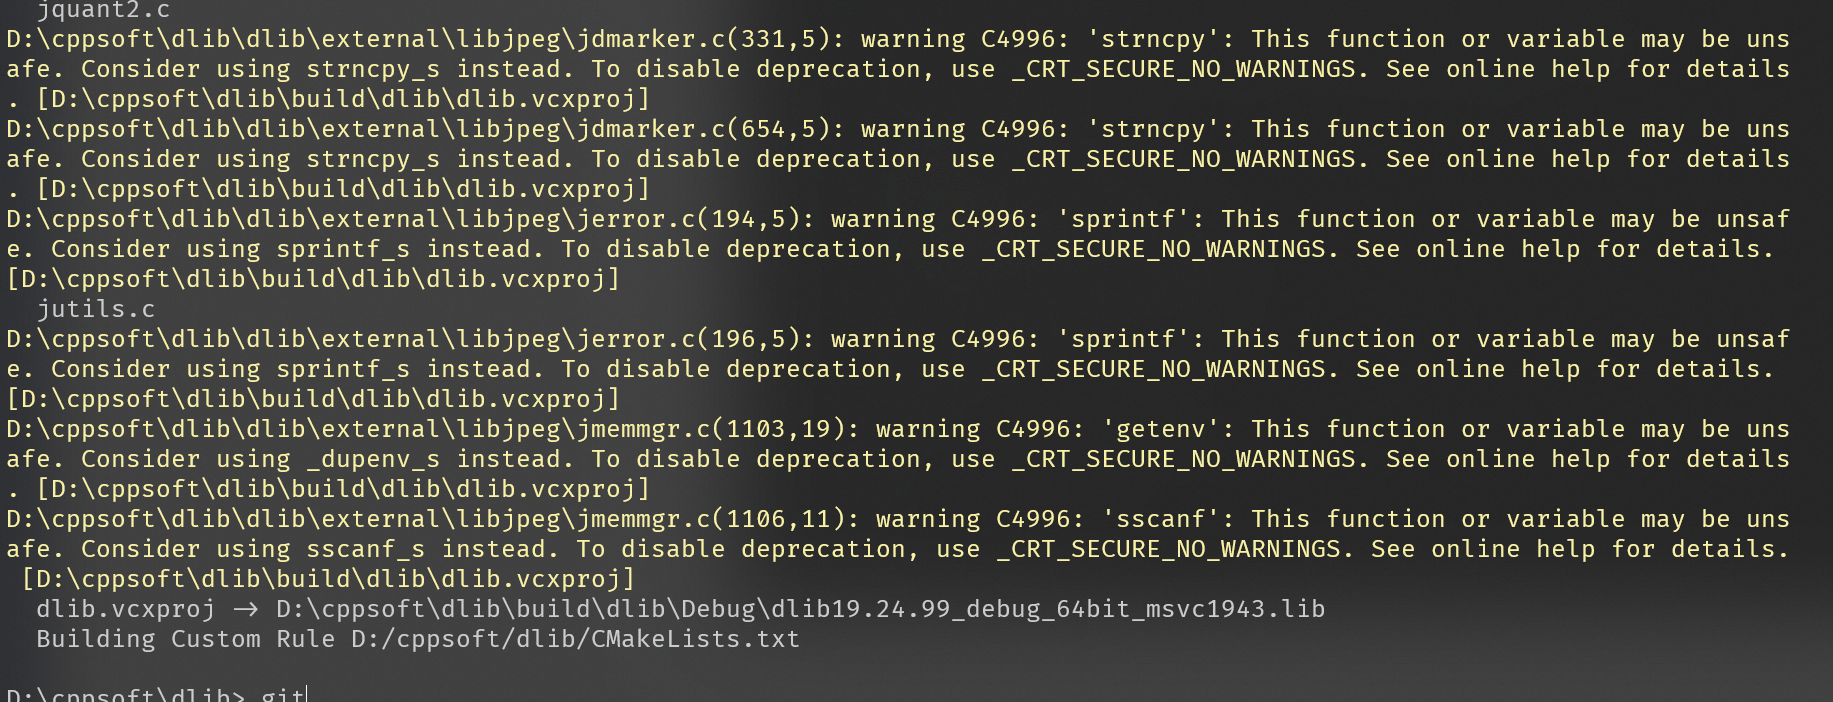 jquant2.c
D:\cppsoft\dlib\dlib\external\libjpeg\jdmarker.c(331,5): warning C4996: 'strncpy': This function or variable may be uns
afe. Consider using strncpy_s instead. To disable deprecation, use _CRT_SECURE_NO_WARNINGS. See online help for details
. [D:\cppsoft\dlib\build\dlib\dlib.vcxproj]
D:\cppsoft\dlib\dlib\external\libjpeg\jdmarker.c(654,5): warning C4996: 'strncpy': This function or variable may be uns
afe. Consider using strncpy_s instead. To disable deprecation, use _CRT_SECURE_NO_WARNINGS. See online help for details
. [D:\cppsoft\dlib\build\dlib\dlib.vcxproj]
D:\cppsoft\dlib\dlib\external\libjpeg\jerror.c(194,5): warning C4996: 'sprintf': This function or variable may be unsaf
e. Consider using sprintf_s instead. To disable deprecation, use _CRT_SECURE_NO_WARNINGS. See online help for details.
[D:\cppsoft\dlib\build\dlib\dlib.vcxproj]
jutils.c
D:\cppsoft\dlib\dlib\external\libjpeg\jerror.c(196,5): warning C4996: 'sprintf': This function or variable may be unsaf
e. Consider using sprintf_s instead. To disable deprecation, use _CRT_SECURE_NO_WARNINGS. See online help for details.
[D:\cppsoft\dlib\build\dlib\dlib.vcxproj]
D:\cppsoft\dlib\dlib\external\libjpeg\jmemmgr.c(1103,19): warning C4996: 'getenv': This function or variable may be uns
afe. Consider using _dupenv_s instead. To disable deprecation, use _CRT_SECURE_NO_WARNINGS. See online help for details
. [D:\cppsoft\dlib\build\dlib\dlib.vcxproj]
D:\cppsoft\dlib\dlib\external\libjpeg\jmemmgr.c(1106,11): warning C4996: 'sscanf': This function or variable may be uns
afe. Consider using sscanf_s instead. To disable deprecation, use _CRT_SECURE_NO_WARNINGS. See online help for details.
[D:\cppsoft\dlib\build\dlib\dlib.vcxproj]
dlib.vcxproj -> D:\cppsoft\dlib\build\dlib\Debug\dlib19.24.99_debug_64bit_msvc1943.lib
Building Custom Rule D:/cppsoft/dlib/CMakeLists.txt
D:\cppsoft\dlib> git